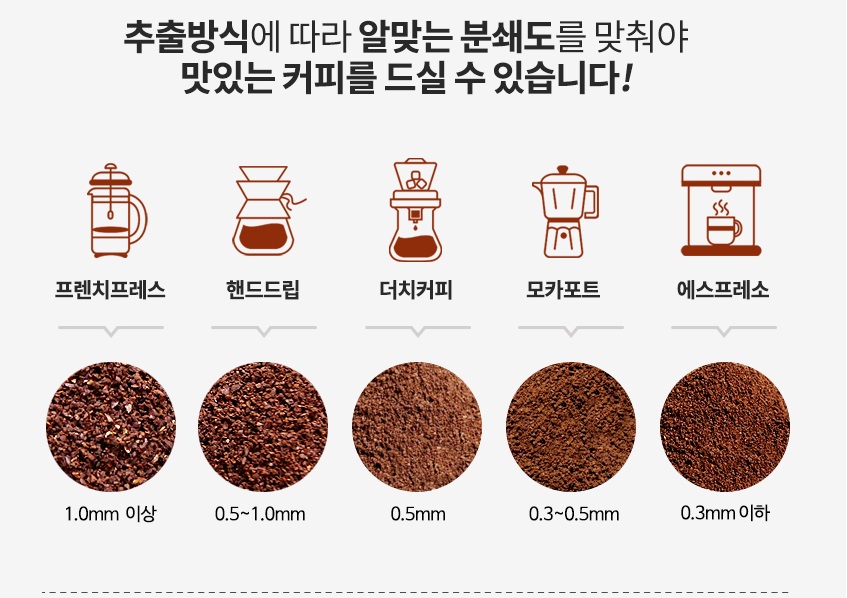 추출방식에 따라 알맞는 분쇄도를 맞춰야
맛있는 커피를 드실 수 있습니다!
프렌치프레스
핸드드립
더치커피
모카포트
에스프레소
1.0mm 이상
0.5~1.0mm
0.5mm
0.3~0.5mm
0.3mm 이하